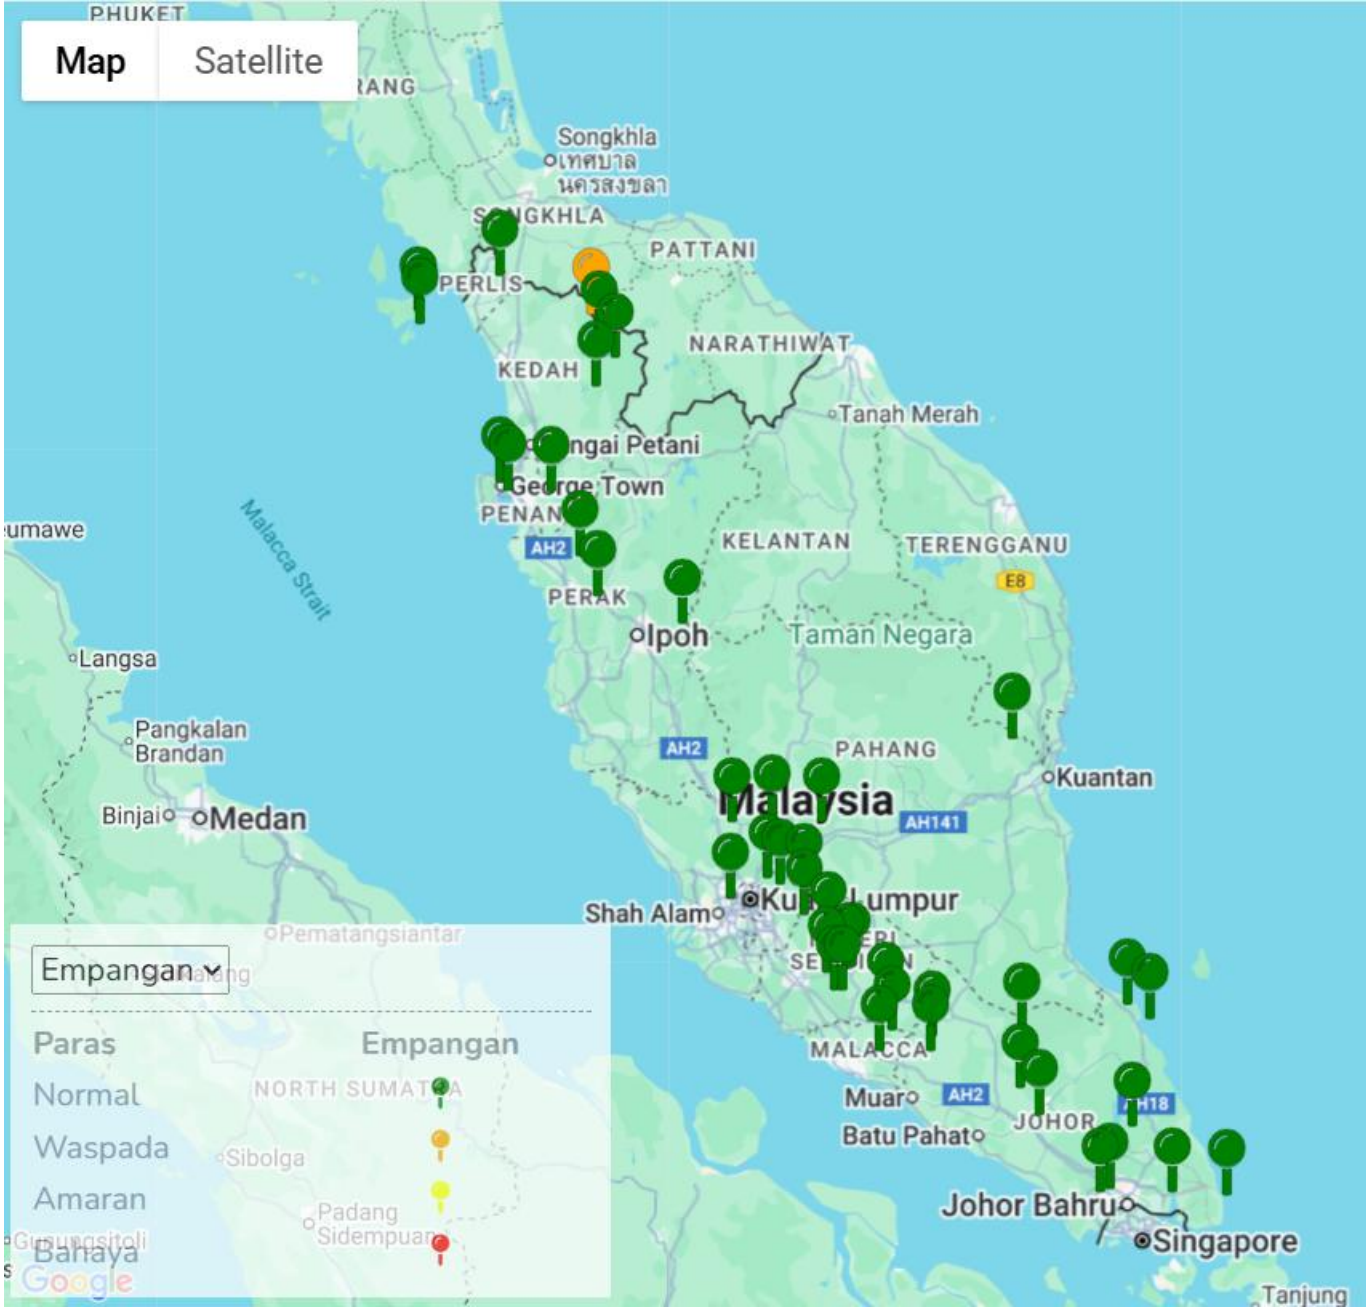 PHUKET
Map
Satellite
RANG
Songkhla
เทศบาล
นครสงขลา
SONGKHLA
PATTANI
PERLIS
NARATHIWAT
KEDAH
Tanah Merah
ngai Petani
George Town
PENAN
AH2
KELANTAN
TERENGGANU
E8
PERAK
Ipoh
Taman Negara
Malacca Strait
eumawe
Langsa
Pangkalan
Brandan
Binjai
Medan
AH2
PAHANG
Kuantan
Malaysia
AH141
Kuala Lumpur
Shah Alam
Pematangsiantar
MALACCA
Muar
AH2
AH18
JOHOR
Batu Pahat
Johor Bahru
Singapore
Tanjung
Empangan
Paras
Empangan
Normal
NORTH SUMATRA
Waspada
Sibolga
Amaran
Padang
Sidempuan
Gunungsitoli
Bahaya
Google